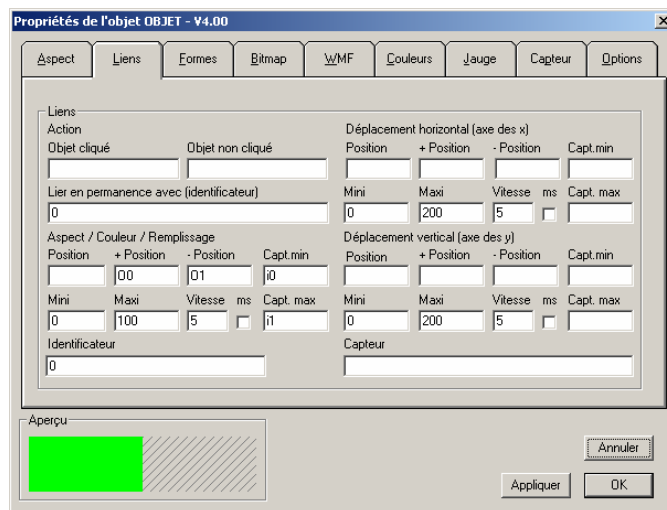 Propriétés de l'objet OBJET - V4.00
Aspect Liens Formes Bitmap WMF Couleurs Jauge Capteur Options
Liens
Action
Objet cliqué Objet non cliqué
Lier en permanence avec (identificateur)
0
Aspect / Couleur / Remplissage
Position + Position - Position Capt.min
O0 O1 i0
Mini Maxi Vitesse ms Capt. max
0 100 5 i1
Identificateur
0
Déplacement horizontal (axe des x)
Position + Position - Position Capt.min
Mini Maxi Vitesse ms Capt. max
0 200 5
Déplacement vertical (axe des y)
Position + Position - Position Capt.min
Mini Maxi Vitesse ms Capt. max
0 200 5
Capteur
Aperçu
Annuler
Appliquer OK